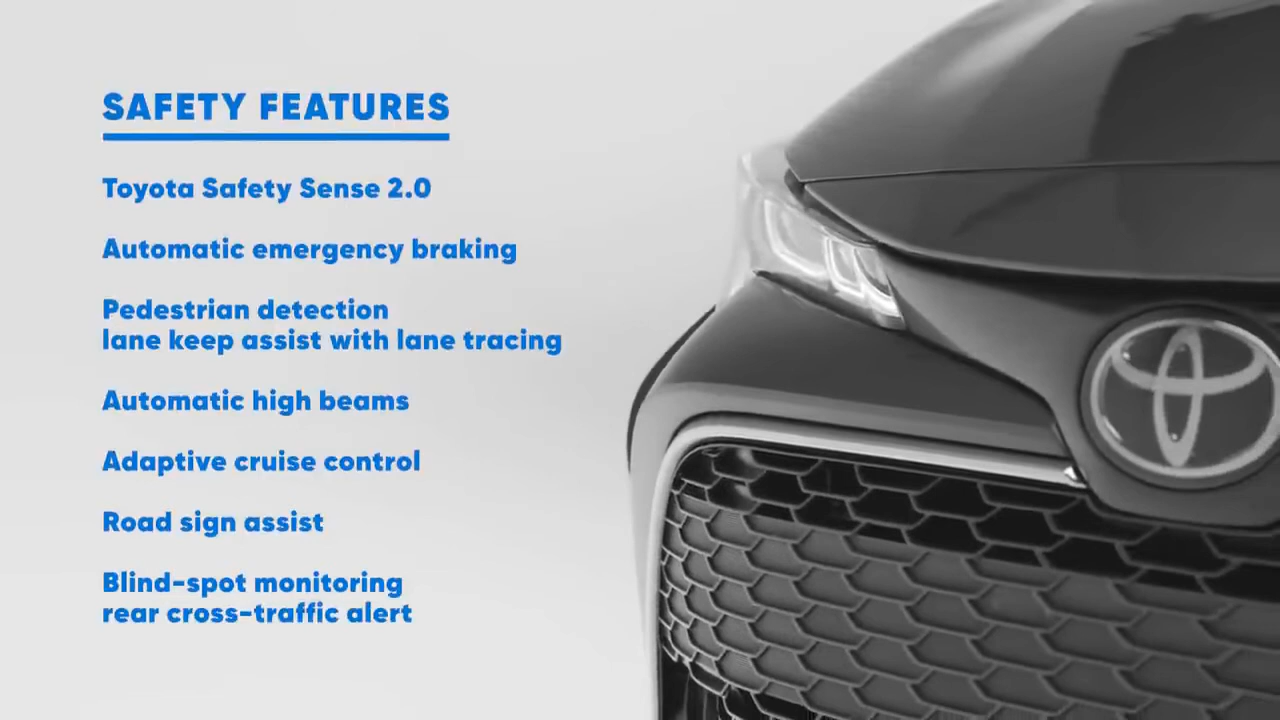 SAFETY FEATURES
Toyota Safety Sense 2.0
Automatic emergency braking
Pedestrian detection
lane keep assist with lane tracing
Automatic high beams
Adaptive cruise control
Road sign assist
Blind-spot monitoring
rear cross-traffic alert